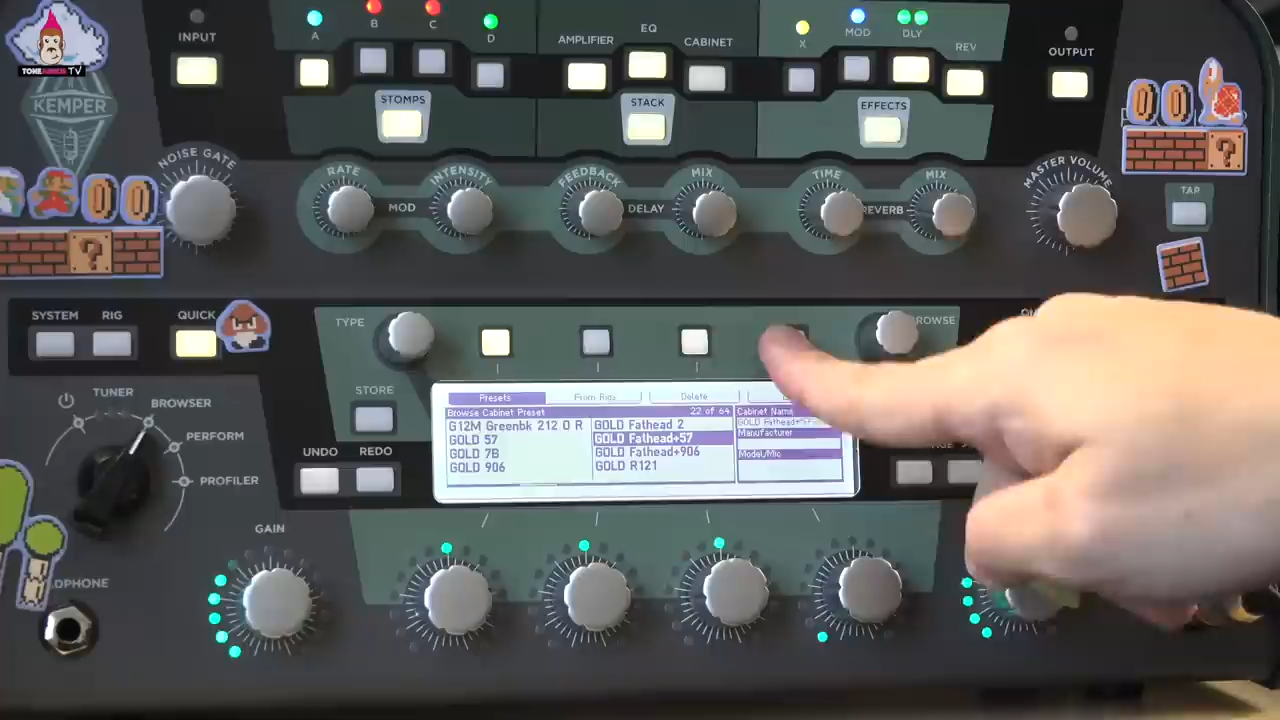 TV
KEMPER
INPUT
A
B
C
D
AMPLIFIER
EQ
CABINET
X
MOD
DLY
REV
OUTPUT
STOMPS
STACK
EFFECTS
NOISE GATE
RATE
INTENSITY
FEEDBACK
MIX
TIME
MIX
MASTER VOLUME
MOD
DELAY
REVERB
TAP
?
?
SYSTEM
RIG
QUICK
TYPE
BROWSE
STORE
TUNER
BROWSER
PERFORM
PROFILER
UNDO
REDO
Presets
From Rigs
Delete
Browse Cabinet Preset
22 of 64
G12M Greenbk 212 O R
GOLD 57
GOLD 7B
GOLD 906
GOLD Fathead 2
GOLD Fathead+57
GOLD Fathead+906
GOLD R121
Cabinet Name
Manufacturer
Model/Mic
GAIN